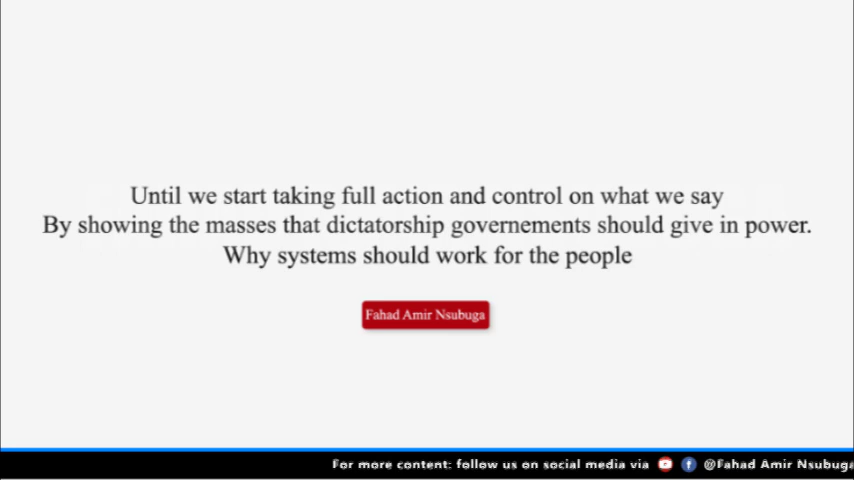 Until we start taking full action and control on what we say
By showing the masses that dictatorship governements should give in power.
Why systems should work for the people
Fahad Amir Nsubuga
For more content: follow us on social media via @Fahad Amir Nsubuga